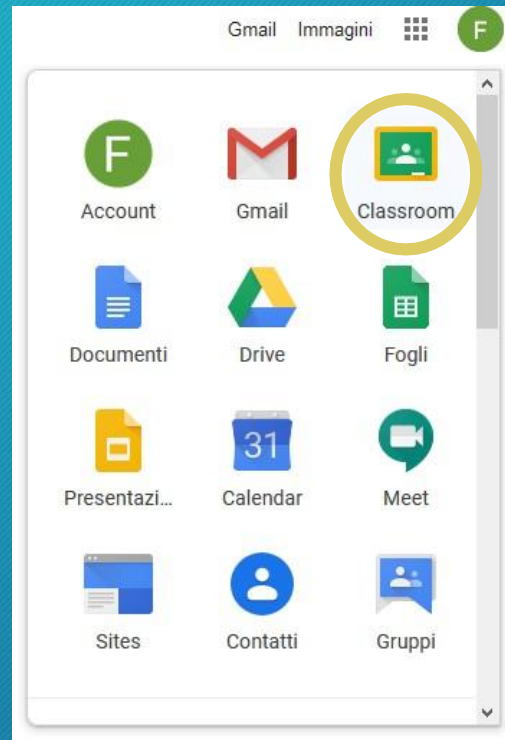 Gmail Immagini F
F
Account Gmail Classroom
Documenti Drive Fogli
31
Presentazi... Calendar Meet
Sites Contatti Gruppi